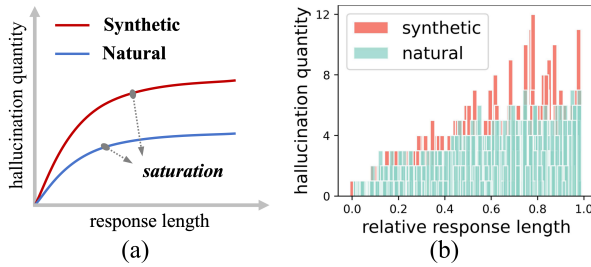 Synthetic
Natural
hallucination quantity
saturation
response length
(a)
synthetic
natural
hallucination quantity
12
8
4
0
0.0 0.2 0.4 0.6 0.8 1.0
relative response length
(b)